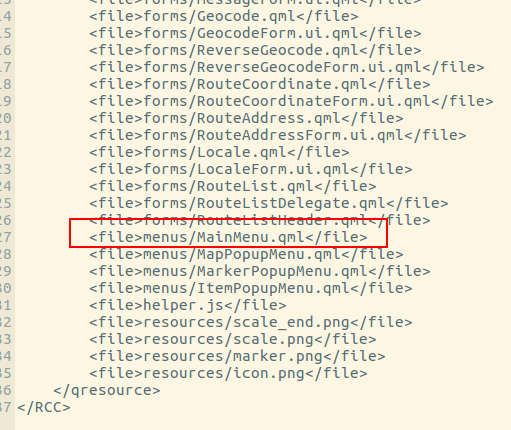 <file>forms/MessageForm.ui.qml</file>
14 <file>forms/Geocode.qml</file>
15 <file>forms/GeocodeForm.ui.qml</file>
16 <file>forms/ReverseGeocode.qml</file>
17 <file>forms/ReverseGeocodeForm.ui.qml</file>
18 <file>forms/RouteCoordinate.qml</file>
19 <file>forms/RouteCoordinateForm.ui.qml</file>
20 <file>forms/RouteAddress.qml</file>
21 <file>forms/RouteAddressForm.ui.qml</file>
22 <file>forms/Locale.qml</file>
23 <file>forms/LocaleForm.ui.qml</file>
24 <file>forms/RouteList.qml</file>
25 <file>forms/RouteListDelegate.qml</file>
26 <file>forms/RouteListHeader.qml</file>
27 <file>menus/MainMenu.qml</file>
28 <file>menus/MapPopupMenu.qml</file>
29 <file>menus/MarkerPopupMenu.qml</file>
30 <file>menus/ItemPopupMenu.qml</file>
31 <file>helper.js</file>
32 <file>resources/scale_end.png</file>
33 <file>resources/scale.png</file>
34 <file>resources/marker.png</file>
35 <file>resources/icon.png</file>
36 </qresource>
37 </RCC>